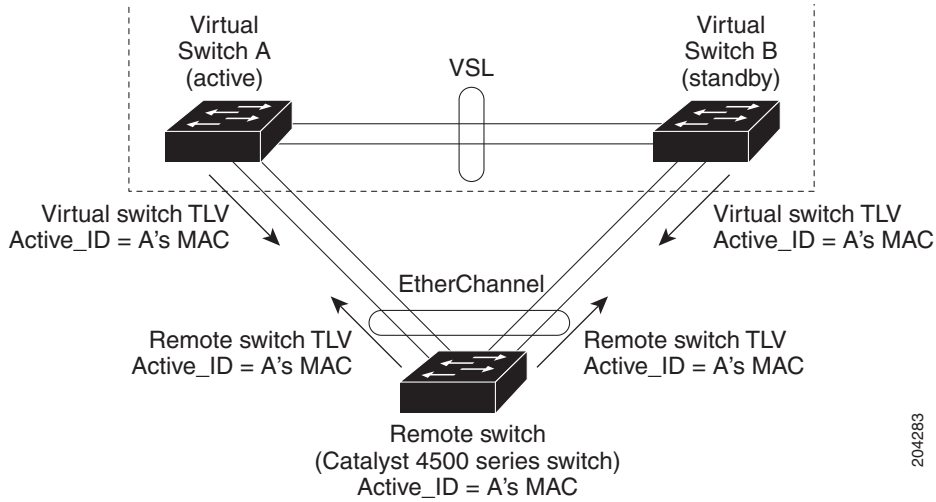 Virtual
Switch A
(active)
VSL
Virtual
Switch B
(standby)
Virtual switch TLV
Active_ID = A's MAC
Virtual switch TLV
Active_ID = A's MAC
EtherChannel
Remote switch TLV
Active_ID = A's MAC
Remote switch TLV
Active_ID = A's MAC
Remote switch
(Catalyst 4500 series switch)
Active_ID = A's MAC
204283